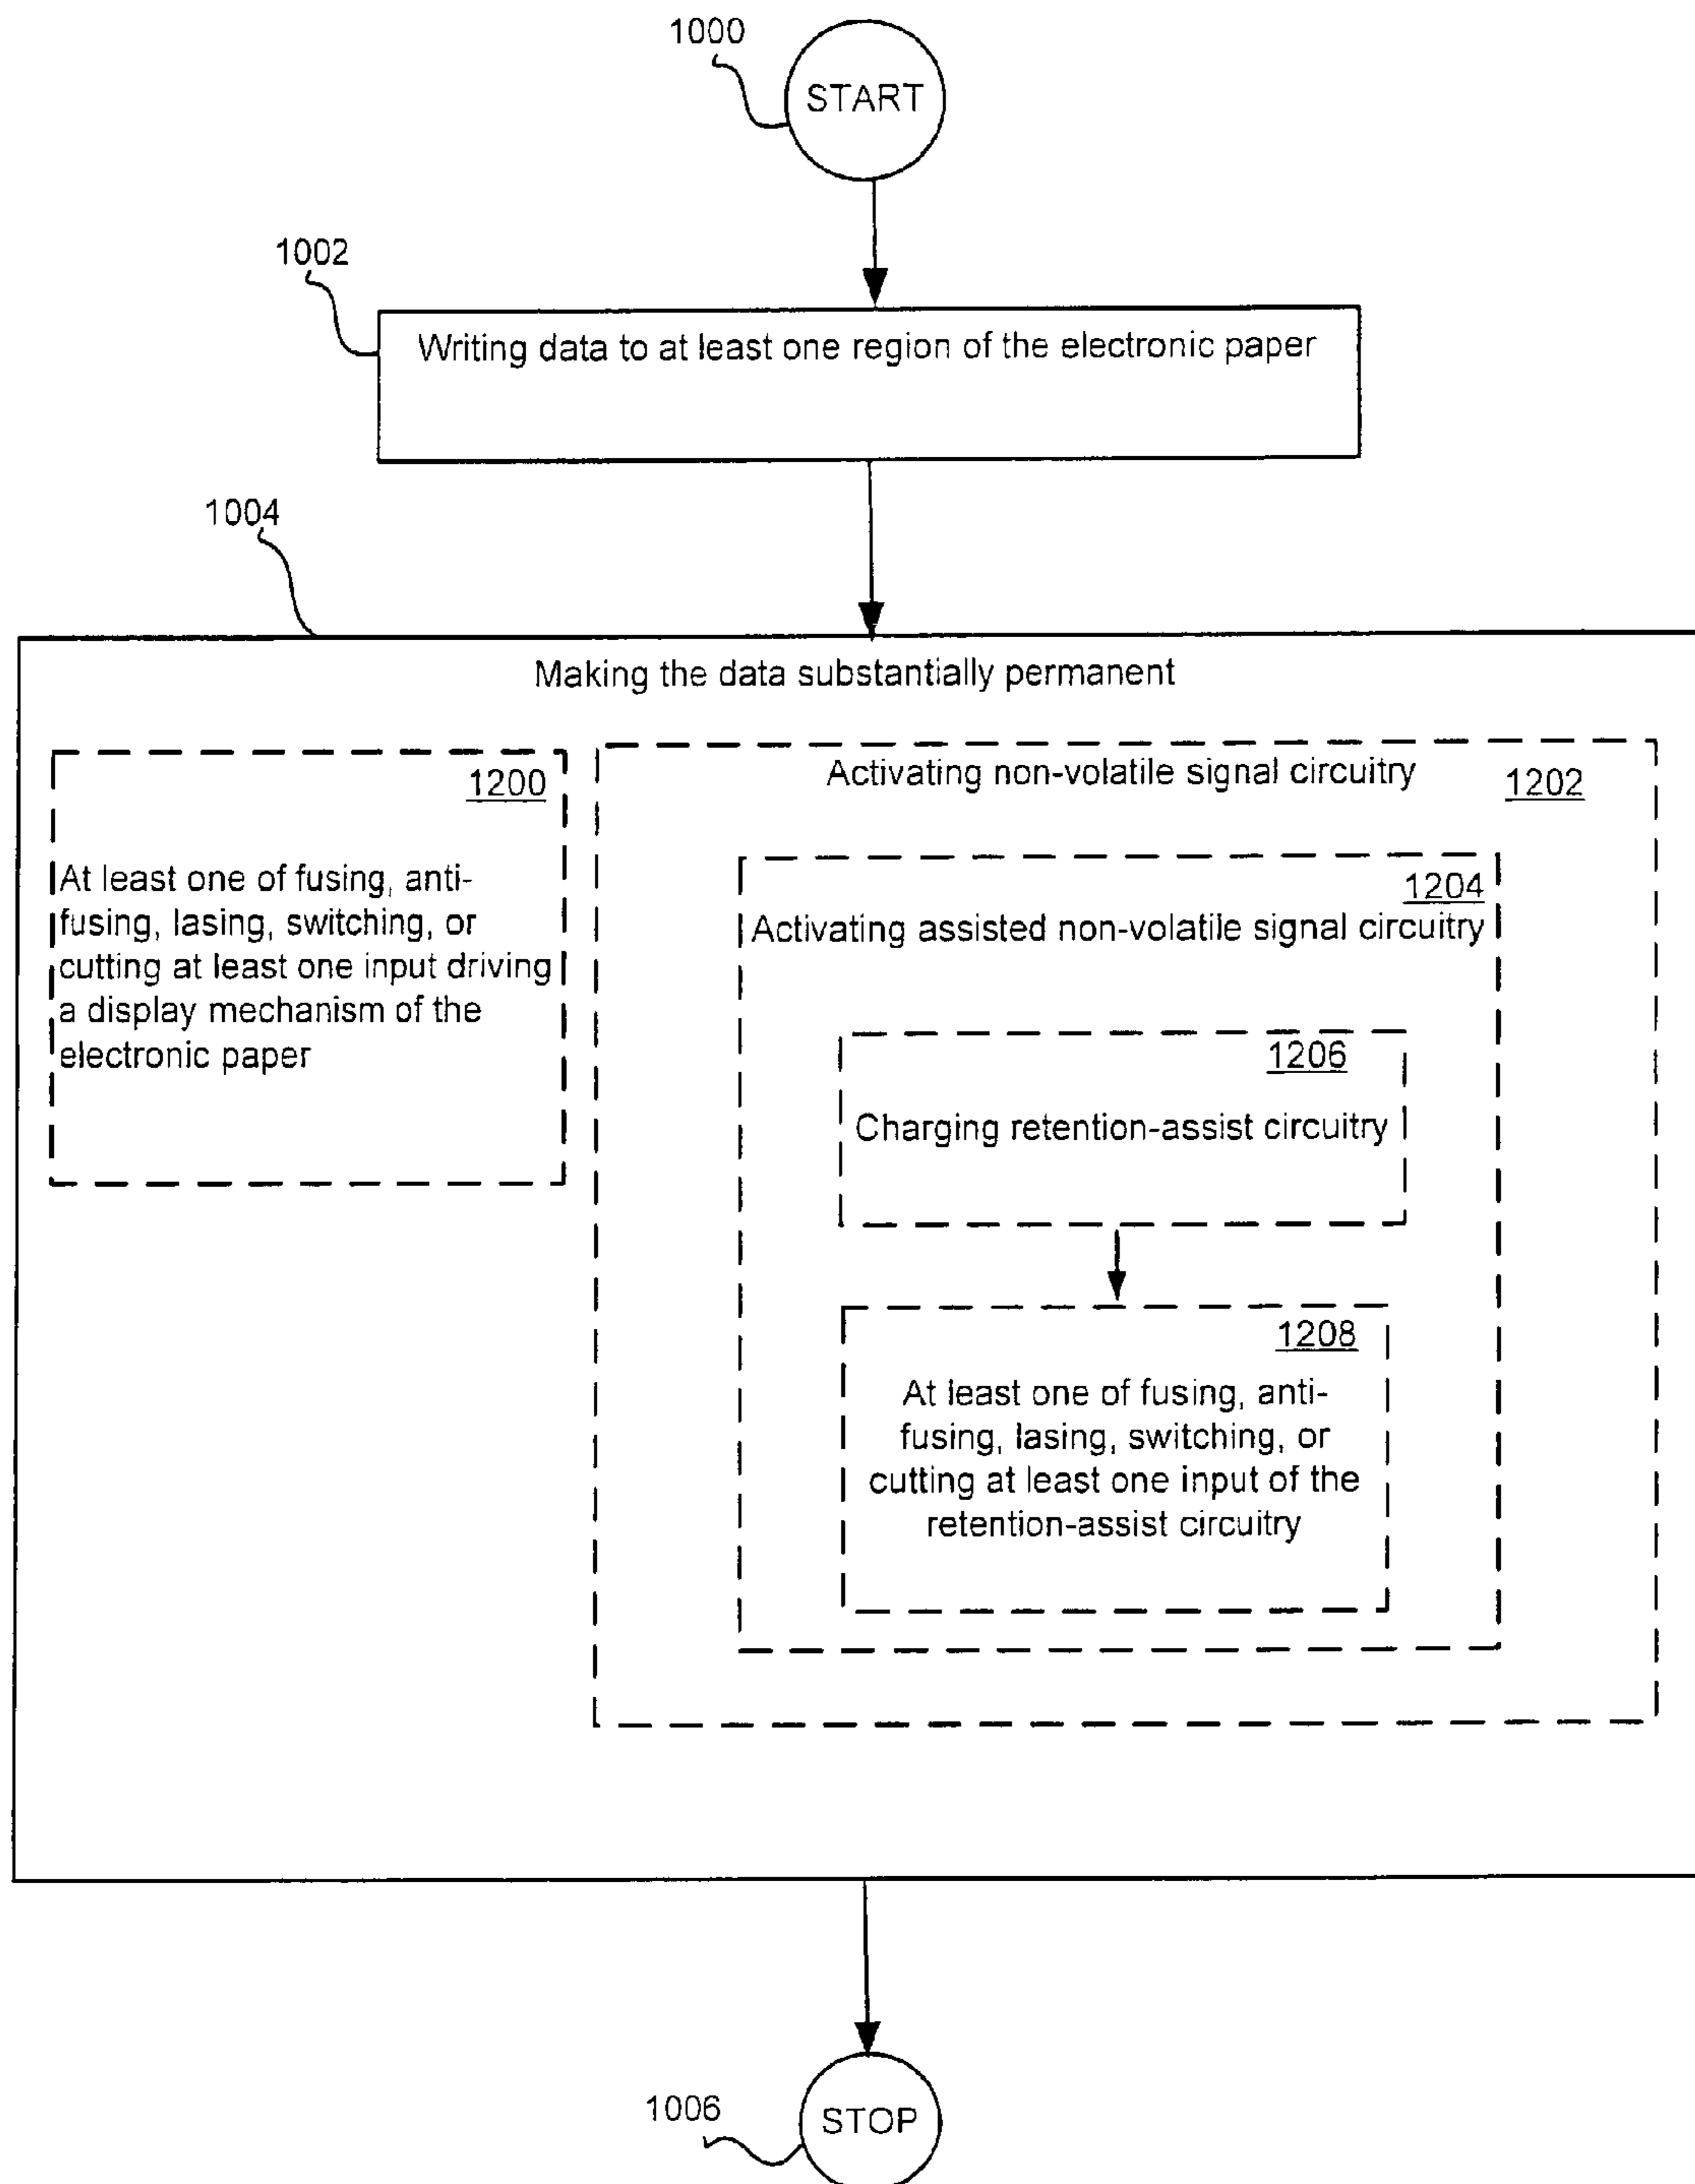 1000
START
1002
Writing data to at least one region of the electronic paper
1004
Making the data substantially permanent
1200
At least one of fusing, anti-
fusing, lasing, switching, or
cutting at least one input driving
a display mechanism of the
electronic paper
Activating non-volatile signal circuitry
1202
1204
Activating assisted non-volatile signal circuitry
1206
Charging retention-assist circuitry
1208
At least one of fusing, anti-
fusing, lasing, switching, or
cutting at least one input of the
retention-assist circuitry
1006
STOP